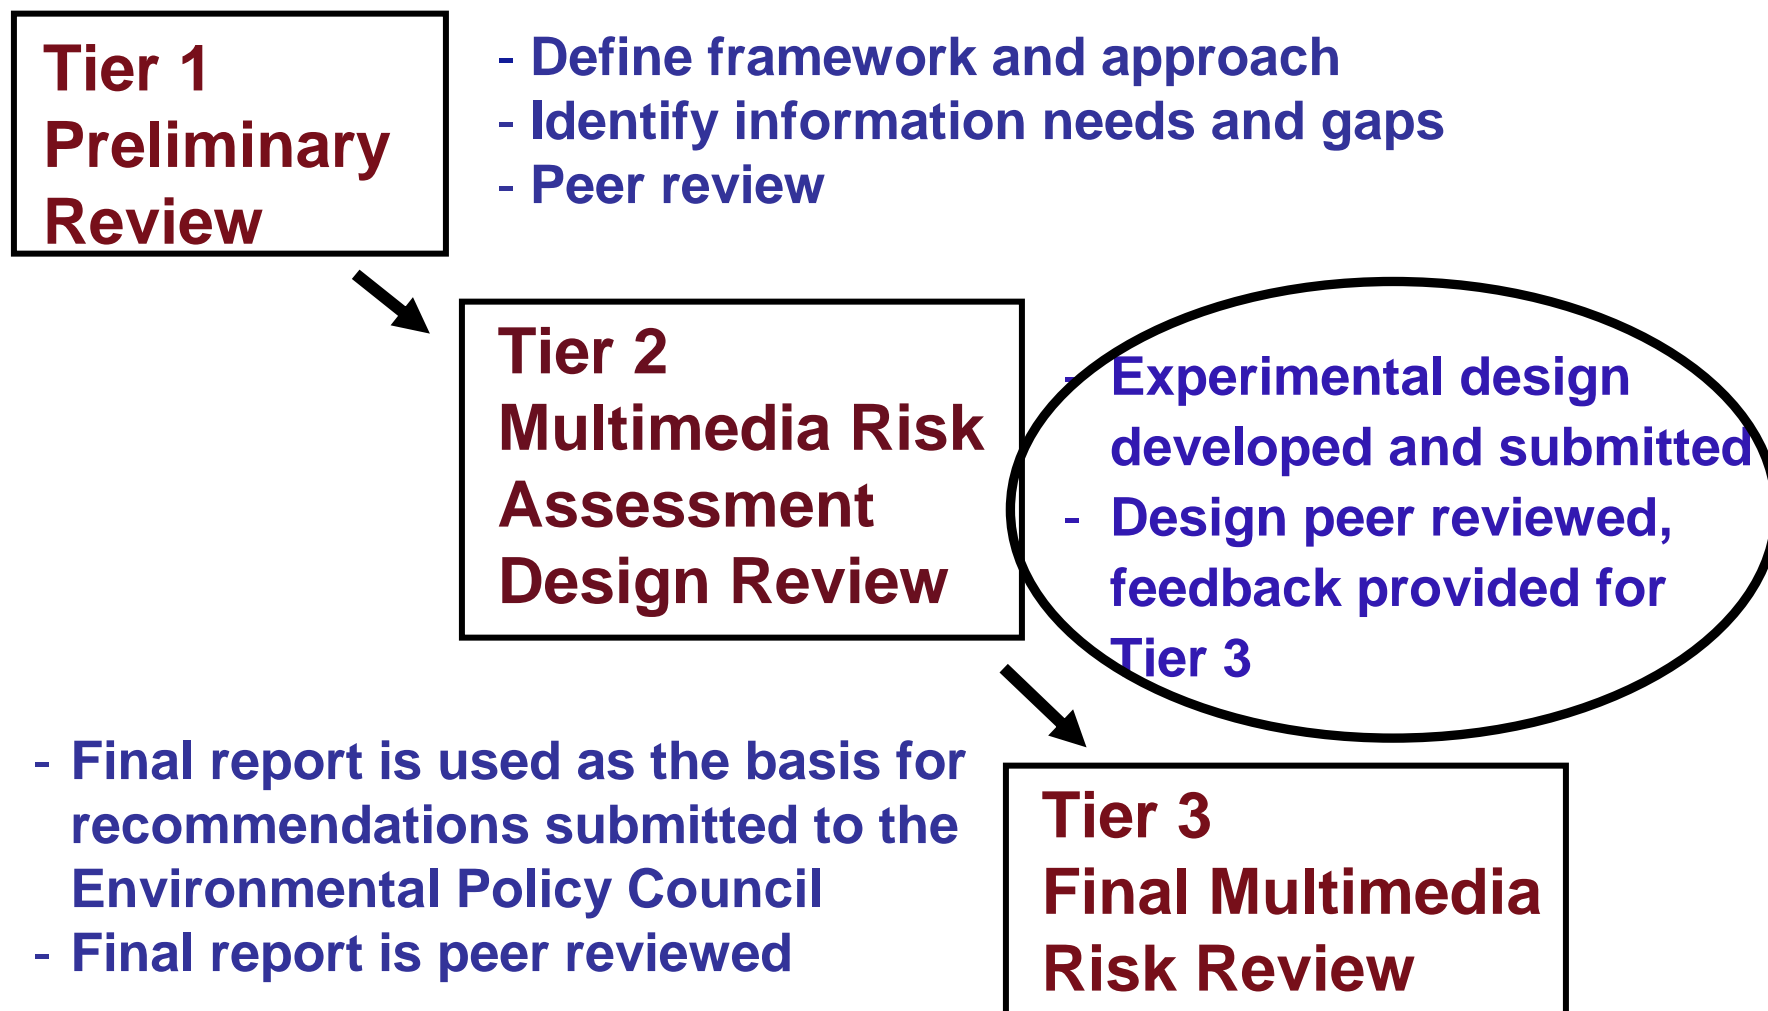 Tier 1
Preliminary
Review
- Define framework and approach
- Identify information needs and gaps
- Peer review
Tier 2
Multimedia Risk
Assessment
Design Review
- Experimental design
developed and submitted
- Design peer reviewed,
feedback provided for
Tier 3
- Final report is used as the basis for
recommendations submitted to the
Environmental Policy Council
- Final report is peer reviewed
Tier 3
Final Multimedia
Risk Review